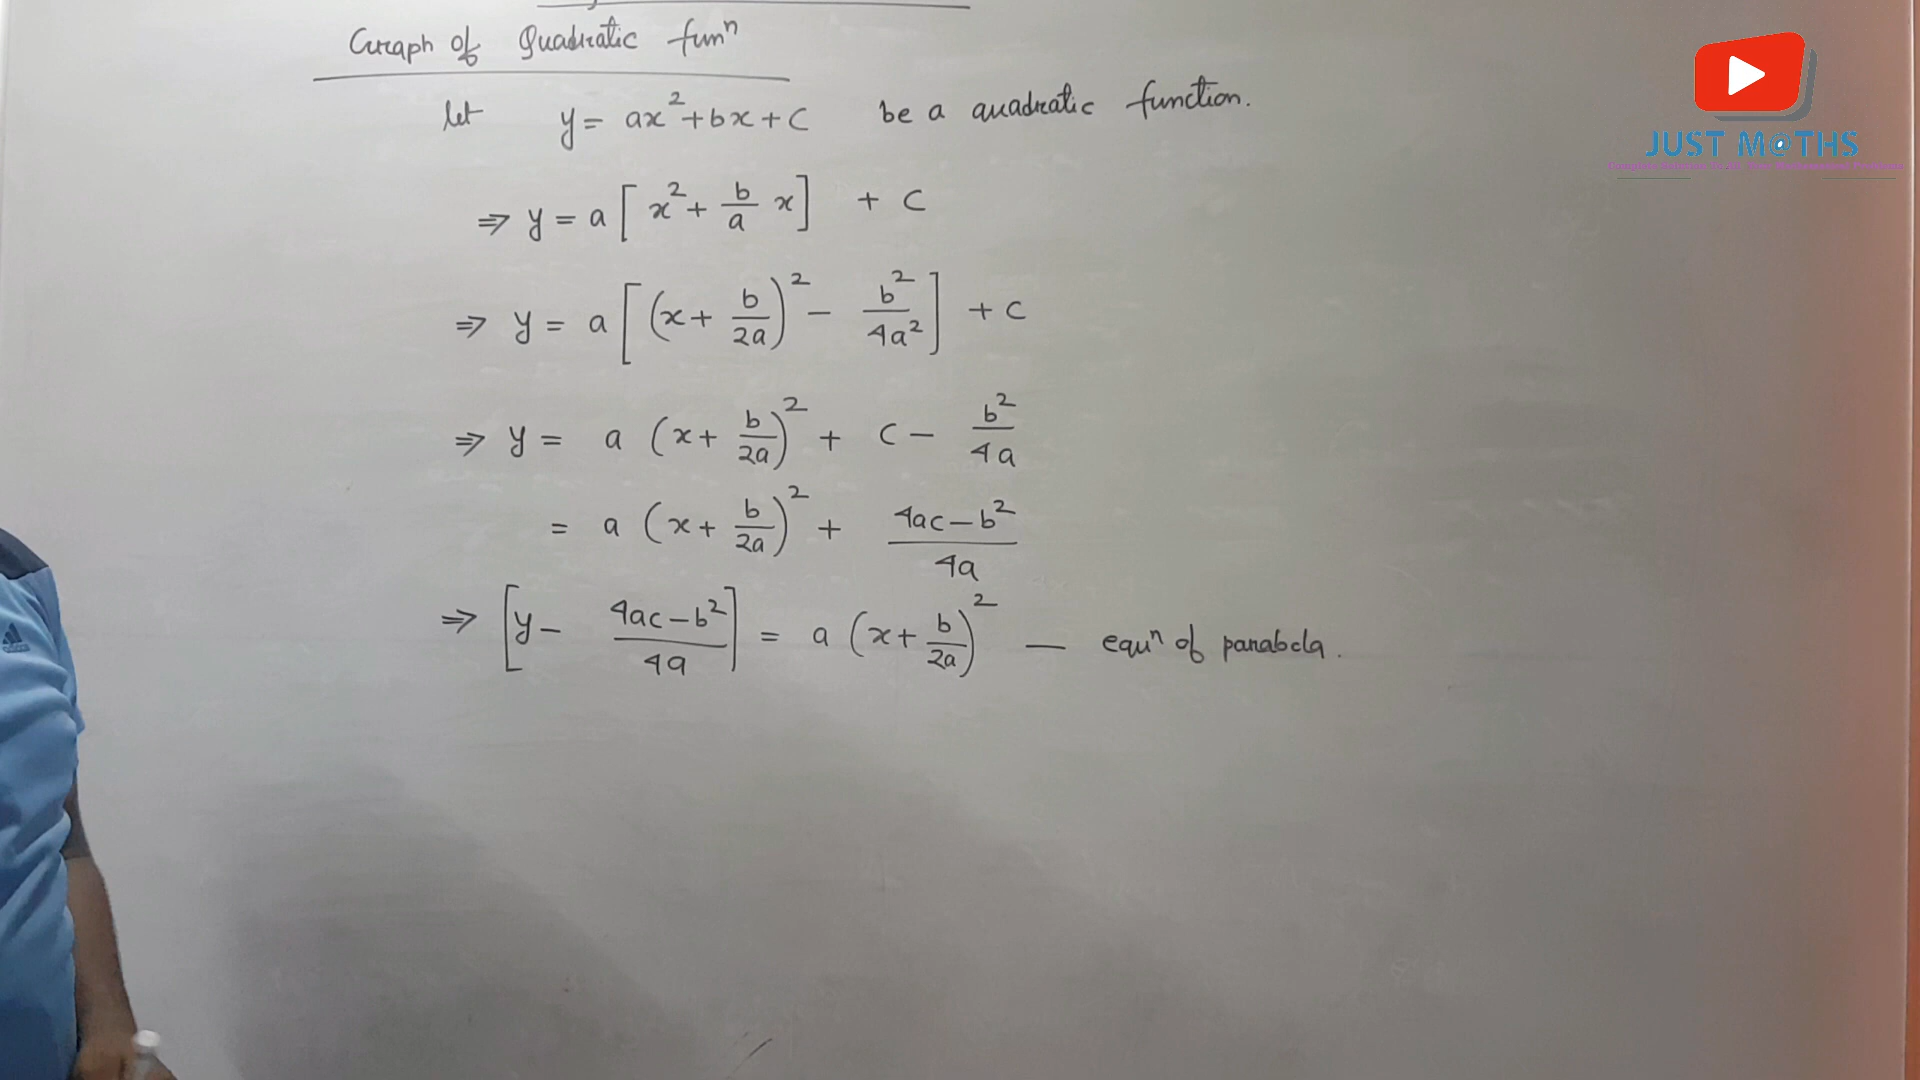 Graph of Quadratic funⁿ
let y = ax² + bx + c be a quadratic function.
⇒ y = a [ x² + b/a x ] + c
⇒ y = a [ (x + b/2a)² − b²/4a² ] + c
⇒ y = a (x + b/2a)² + c − b²/4a
= a (x + b/2a)² + (4ac − b²)/4a
⇒ [ y − (4ac − b²)/4a ] = a (x + b/2a)² — equⁿ of parabola.
JUST M@THS